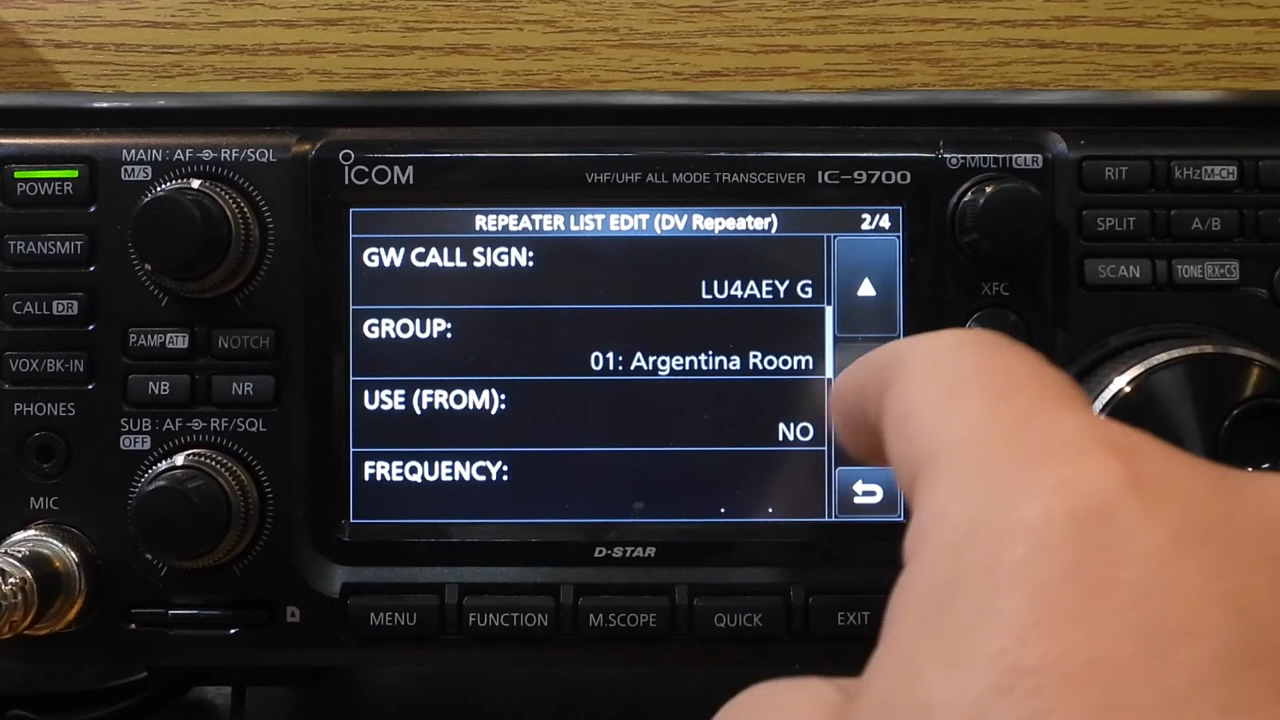 MAIN: AF RF/SQL
M/S
POWER
TRANSMIT
CALL DR
P.AMP ATT
NOTCH
VOX/BK-IN
NB
NR
PHONES
SUB: AF RF/SQL
OFF
MIC
ICOM
VHF/UHF ALL MODE TRANSCEIVER IC-9700
REPEATER LIST EDIT (DV Repeater) 2/4
GW CALL SIGN:
LU4AEY G
GROUP:
01: Argentina Room
USE (FROM):
NO
FREQUENCY:
. .
D-STAR
MENU
FUNCTION
M.SCOPE
QUICK
EXIT
MULTI CLR
RIT
kHz M-CH
SPLIT
A/B
SCAN
TONE RX→CS
XFC